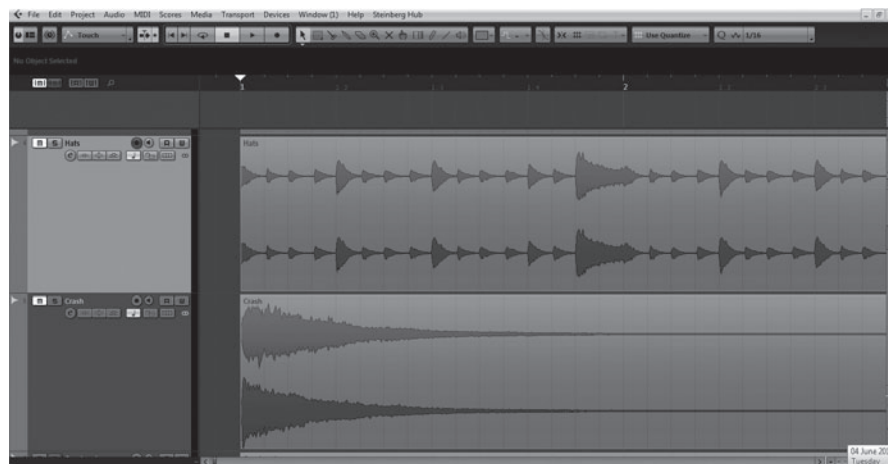 File Edit Project Audio MIDI Scores Media Transport Devices Window (1) Help Steinberg Hub
Touch Use Quantize Q 1/16
No Object Selected
1 2
m S Hats
Hats
e
m S Crash
Crash
e
04 June 20
Tuesday